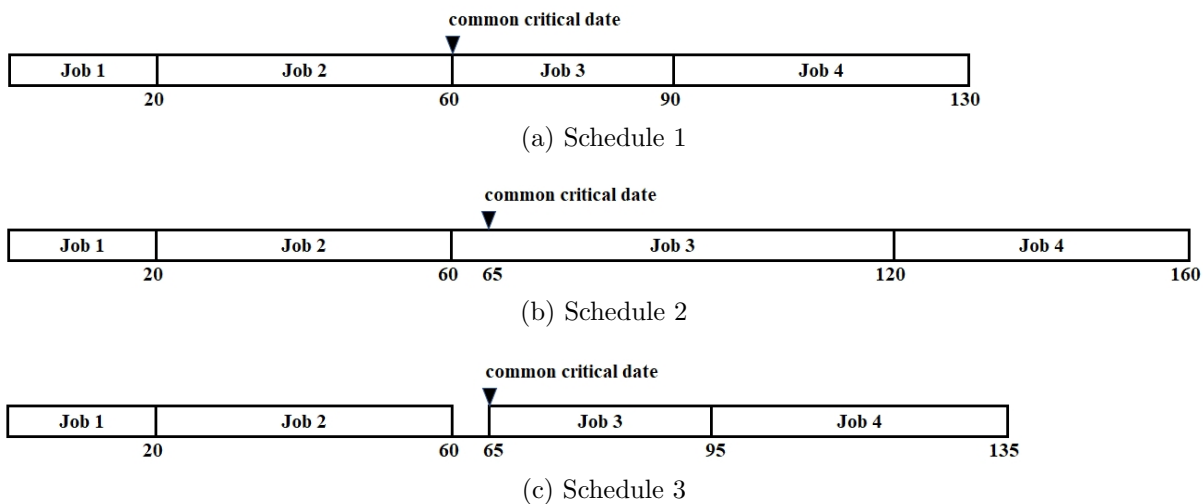 common critical date
Job 1 Job 2 Job 3 Job 4
20 60 90 130
(a) Schedule 1
common critical date
Job 1 Job 2 Job 3 Job 4
20 60 65 120 160
(b) Schedule 2
common critical date
Job 1 Job 2 Job 3 Job 4
20 60 65 95 135
(c) Schedule 3